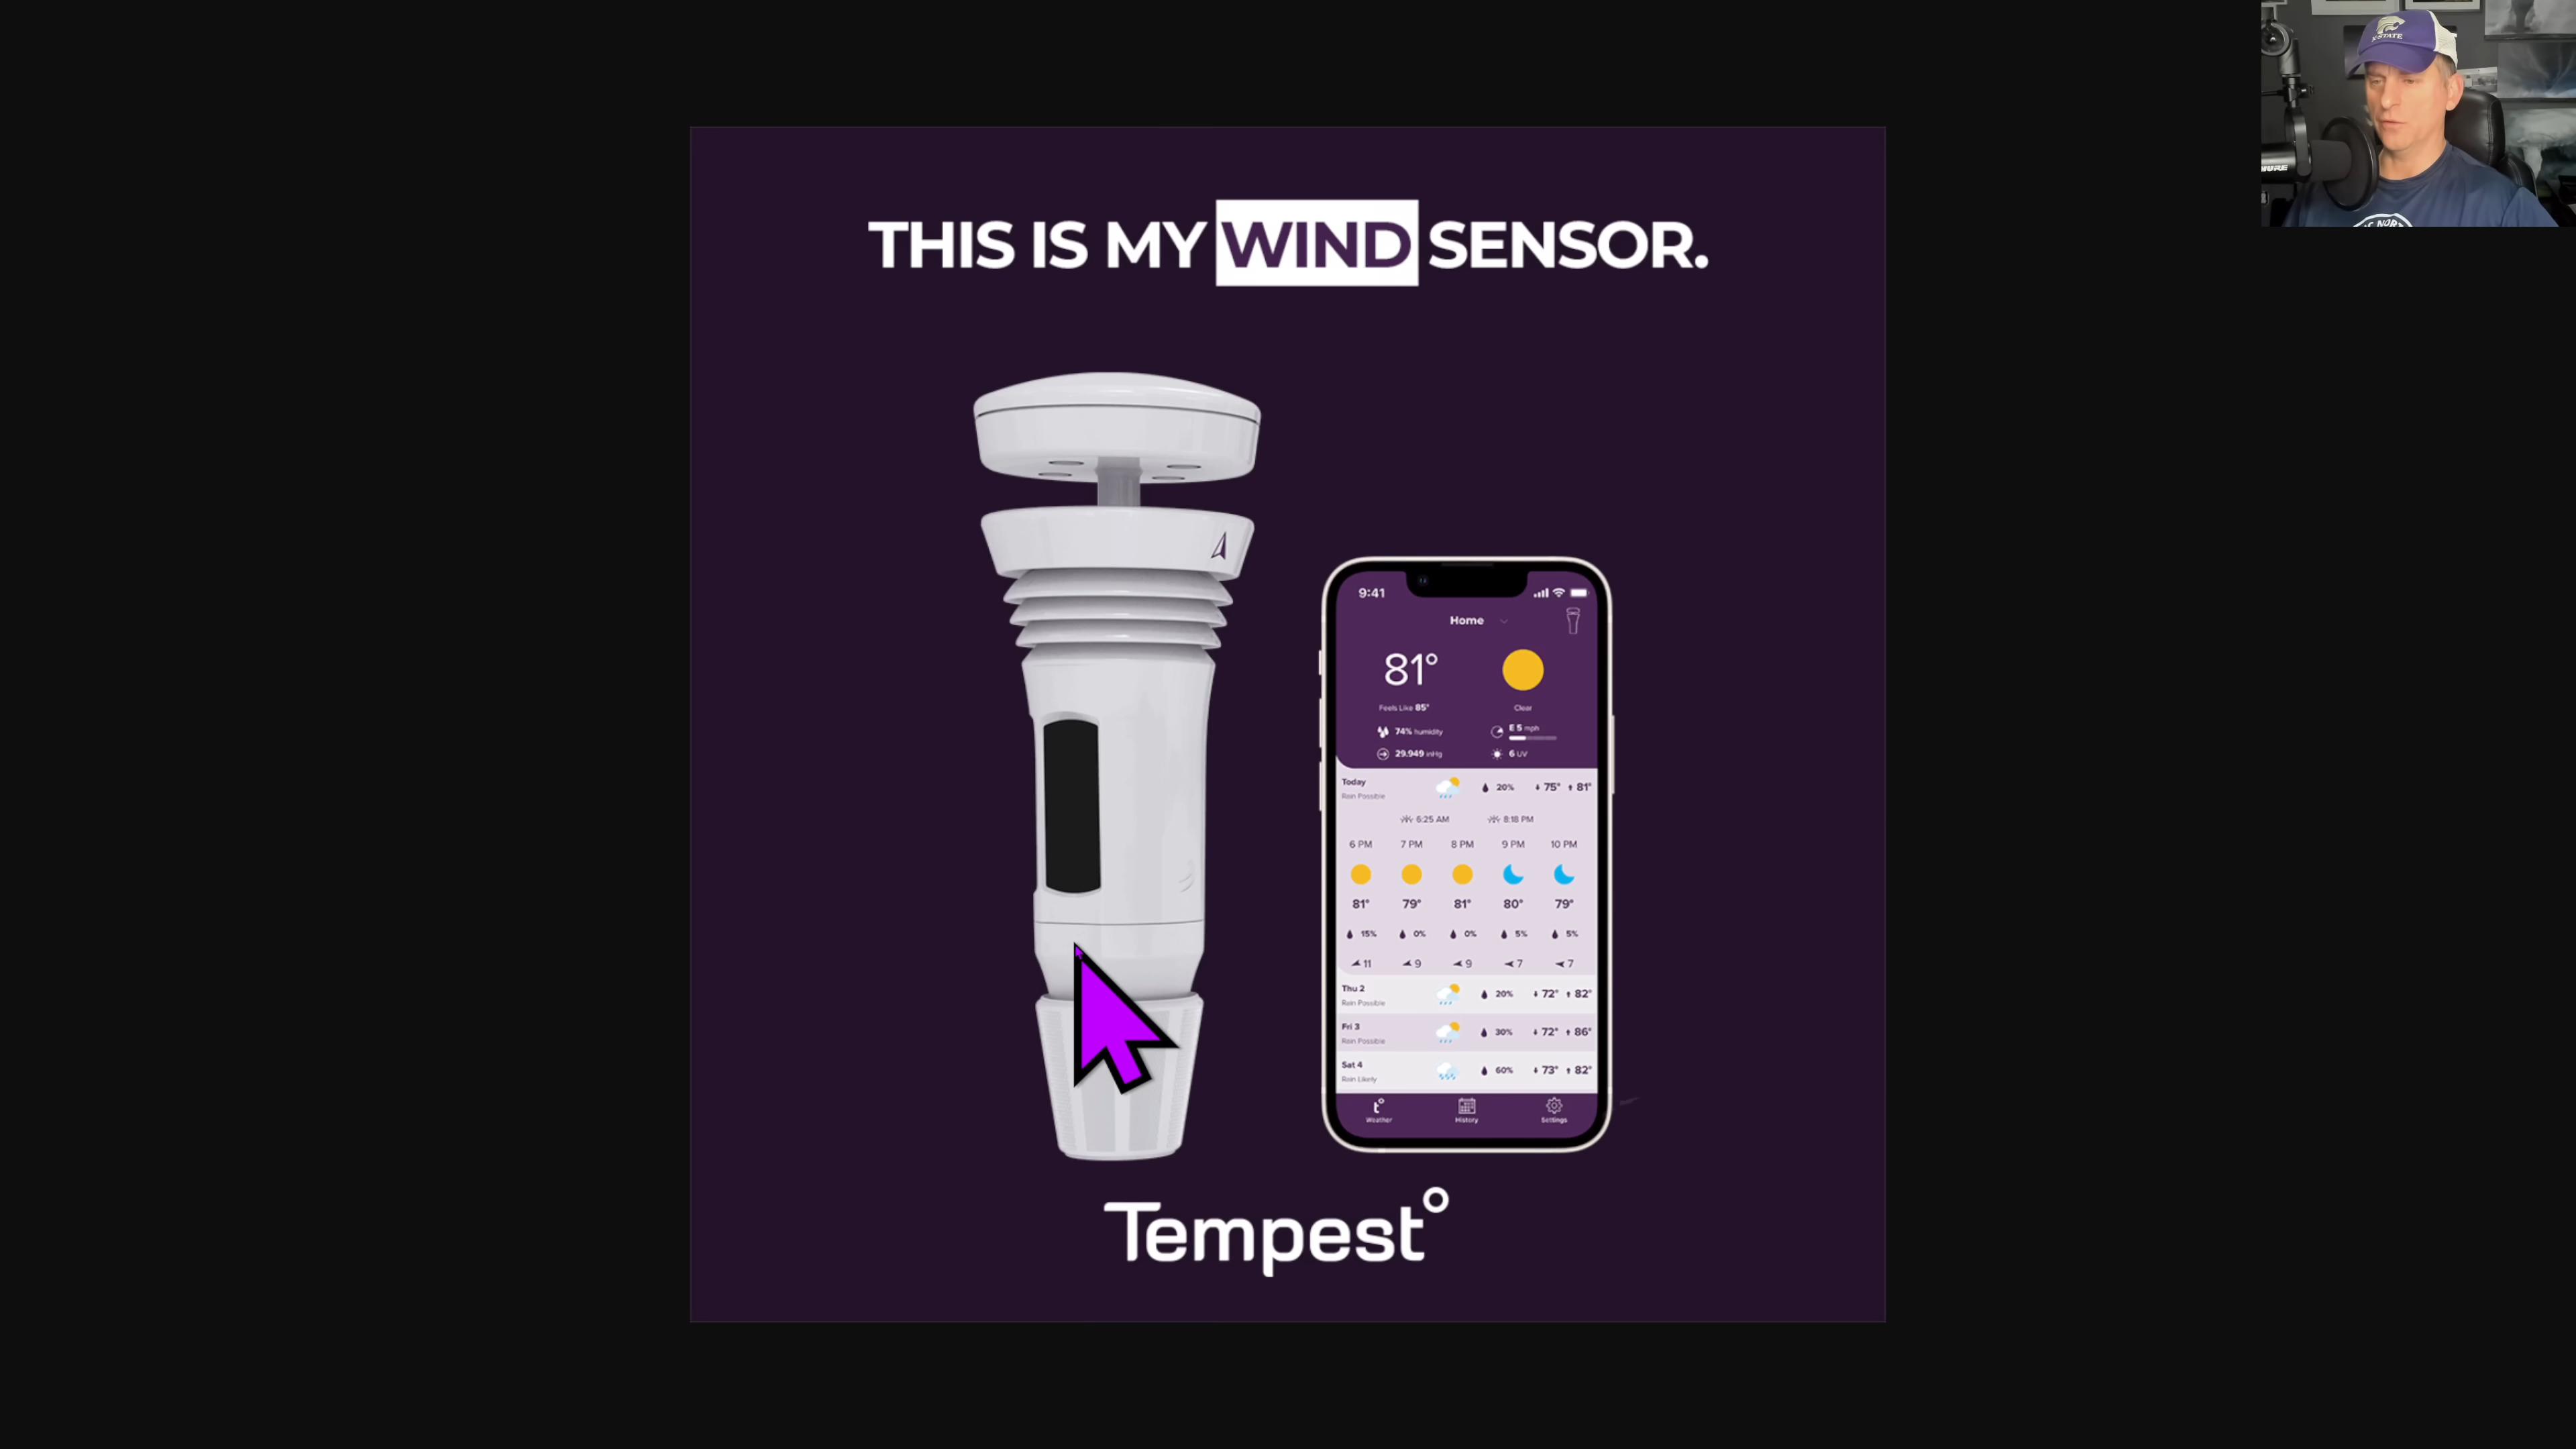 THIS IS MY WIND SENSOR.
9:41
Home
81°
Feels Like 85°
Clear
74% humidity
E 5 mph
29.949 inHg
6 UV
Today
Rain Possible
20%
75° 81°
6:25 AM
8:18 PM
6 PM 7 PM 8 PM 9 PM 10 PM
81° 79° 81° 80° 79°
15% 0% 0% 5% 5%
11 9 9 7 7
Thu 2
Rain Possible
20%
72° 82°
Fri 3
Rain Possible
30%
72° 86°
Sat 4
Rain Likely
60%
73° 82°
t°
Weather
History
Settings
Tempest°